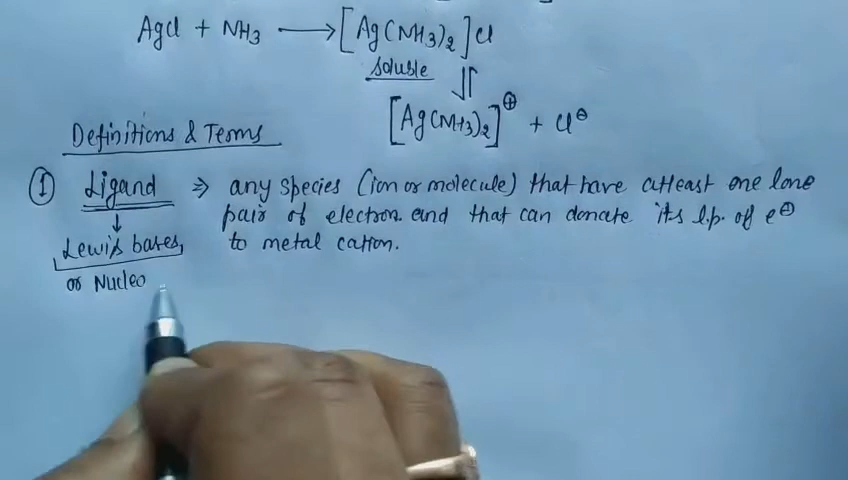 AgCl + NH3 ⟶ [Ag(NH3)2]Cl
soluble ⇌
[Ag(NH3)2]⊕ + Cl⊖
Definitions & Terms
① Ligand ⇒ any species (ion or molecule) that have atleast one lone
↓ pair of electron. and that can donate its l.p. of e⊖
Lewis bases, to metal cation.
or Nucleo